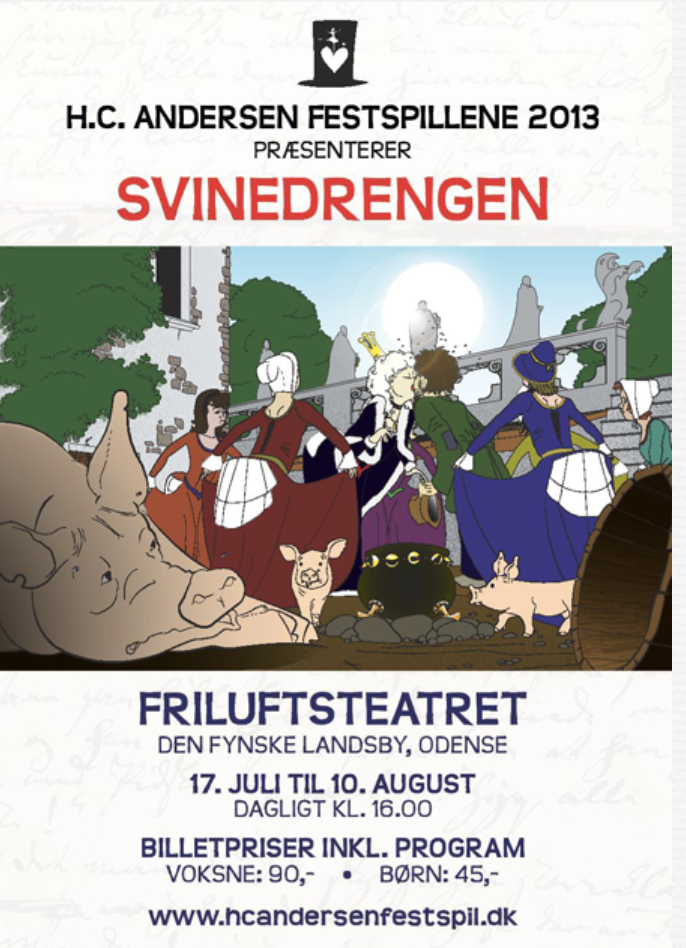 H.C. ANDERSEN FESTSPILLENE 2013
PRÆSENTERER
SVINEDRENGEN
FRILUFTSTEATRET
DEN FYNSKE LANDSBY, ODENSE
17. JULI TIL 10. AUGUST
DAGLIGT KL. 16.00
BILLETPRISER INKL. PROGRAM
VOKSNE: 90,- • BØRN: 45,-
www.hcandersenfestspil.dk